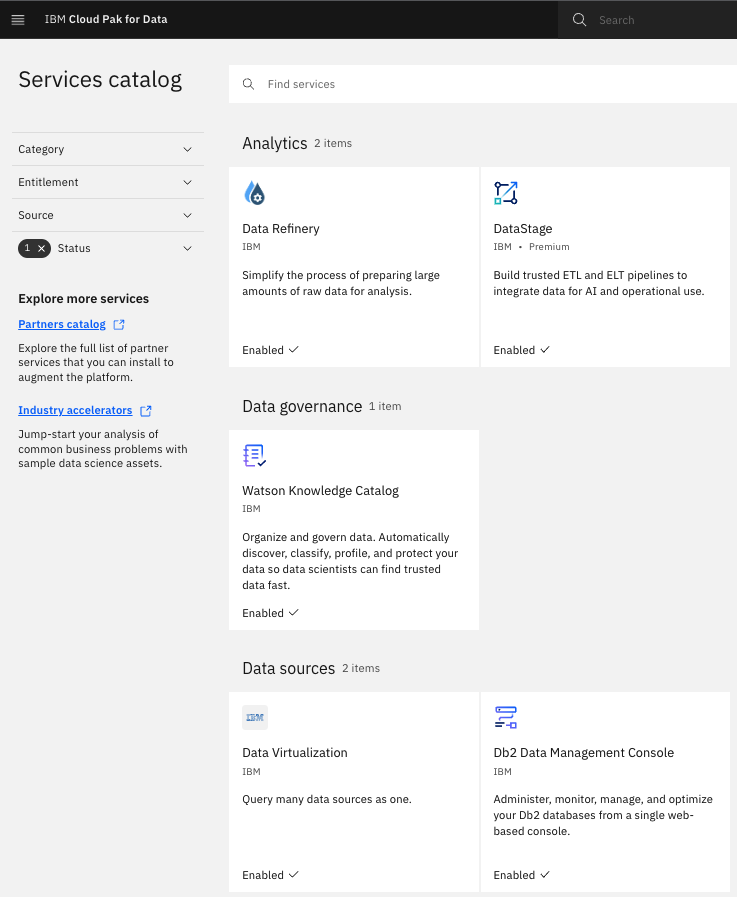 IBM Cloud Pak for Data
Search
Services catalog
Find services
Category
Entitlement
Source
1 × Status
Explore more services
Partners catalog
Explore the full list of partner
services that you can install to
augment the platform.
Industry accelerators
Jump-start your analysis of
common business problems with
sample data science assets.
Analytics 2 items
Data Refinery
IBM
Simplify the process of preparing large
amounts of raw data for analysis.
Enabled ✓
DataStage
IBM • Premium
Build trusted ETL and ELT pipelines to
integrate data for AI and operational use.
Enabled ✓
Data governance 1 item
Watson Knowledge Catalog
IBM
Organize and govern data. Automatically
discover, classify, profile, and protect your
data so data scientists can find trusted
data fast.
Enabled ✓
Data sources 2 items
IBM
Data Virtualization
IBM
Query many data sources as one.
Enabled ✓
Db2 Data Management Console
IBM
Administer, monitor, manage, and optimize
your Db2 databases from a single web-
based console.
Enabled ✓